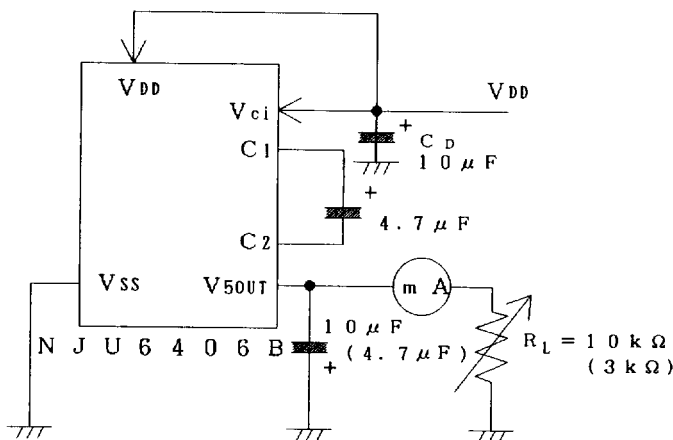 VDD
VDD
Vci
+
CD
10μF
C1
+
4.7μF
C2
VSS
V5OUT
mA
NJU6406B
10μF
(4.7μF)
+
RL=10kΩ
(3kΩ)